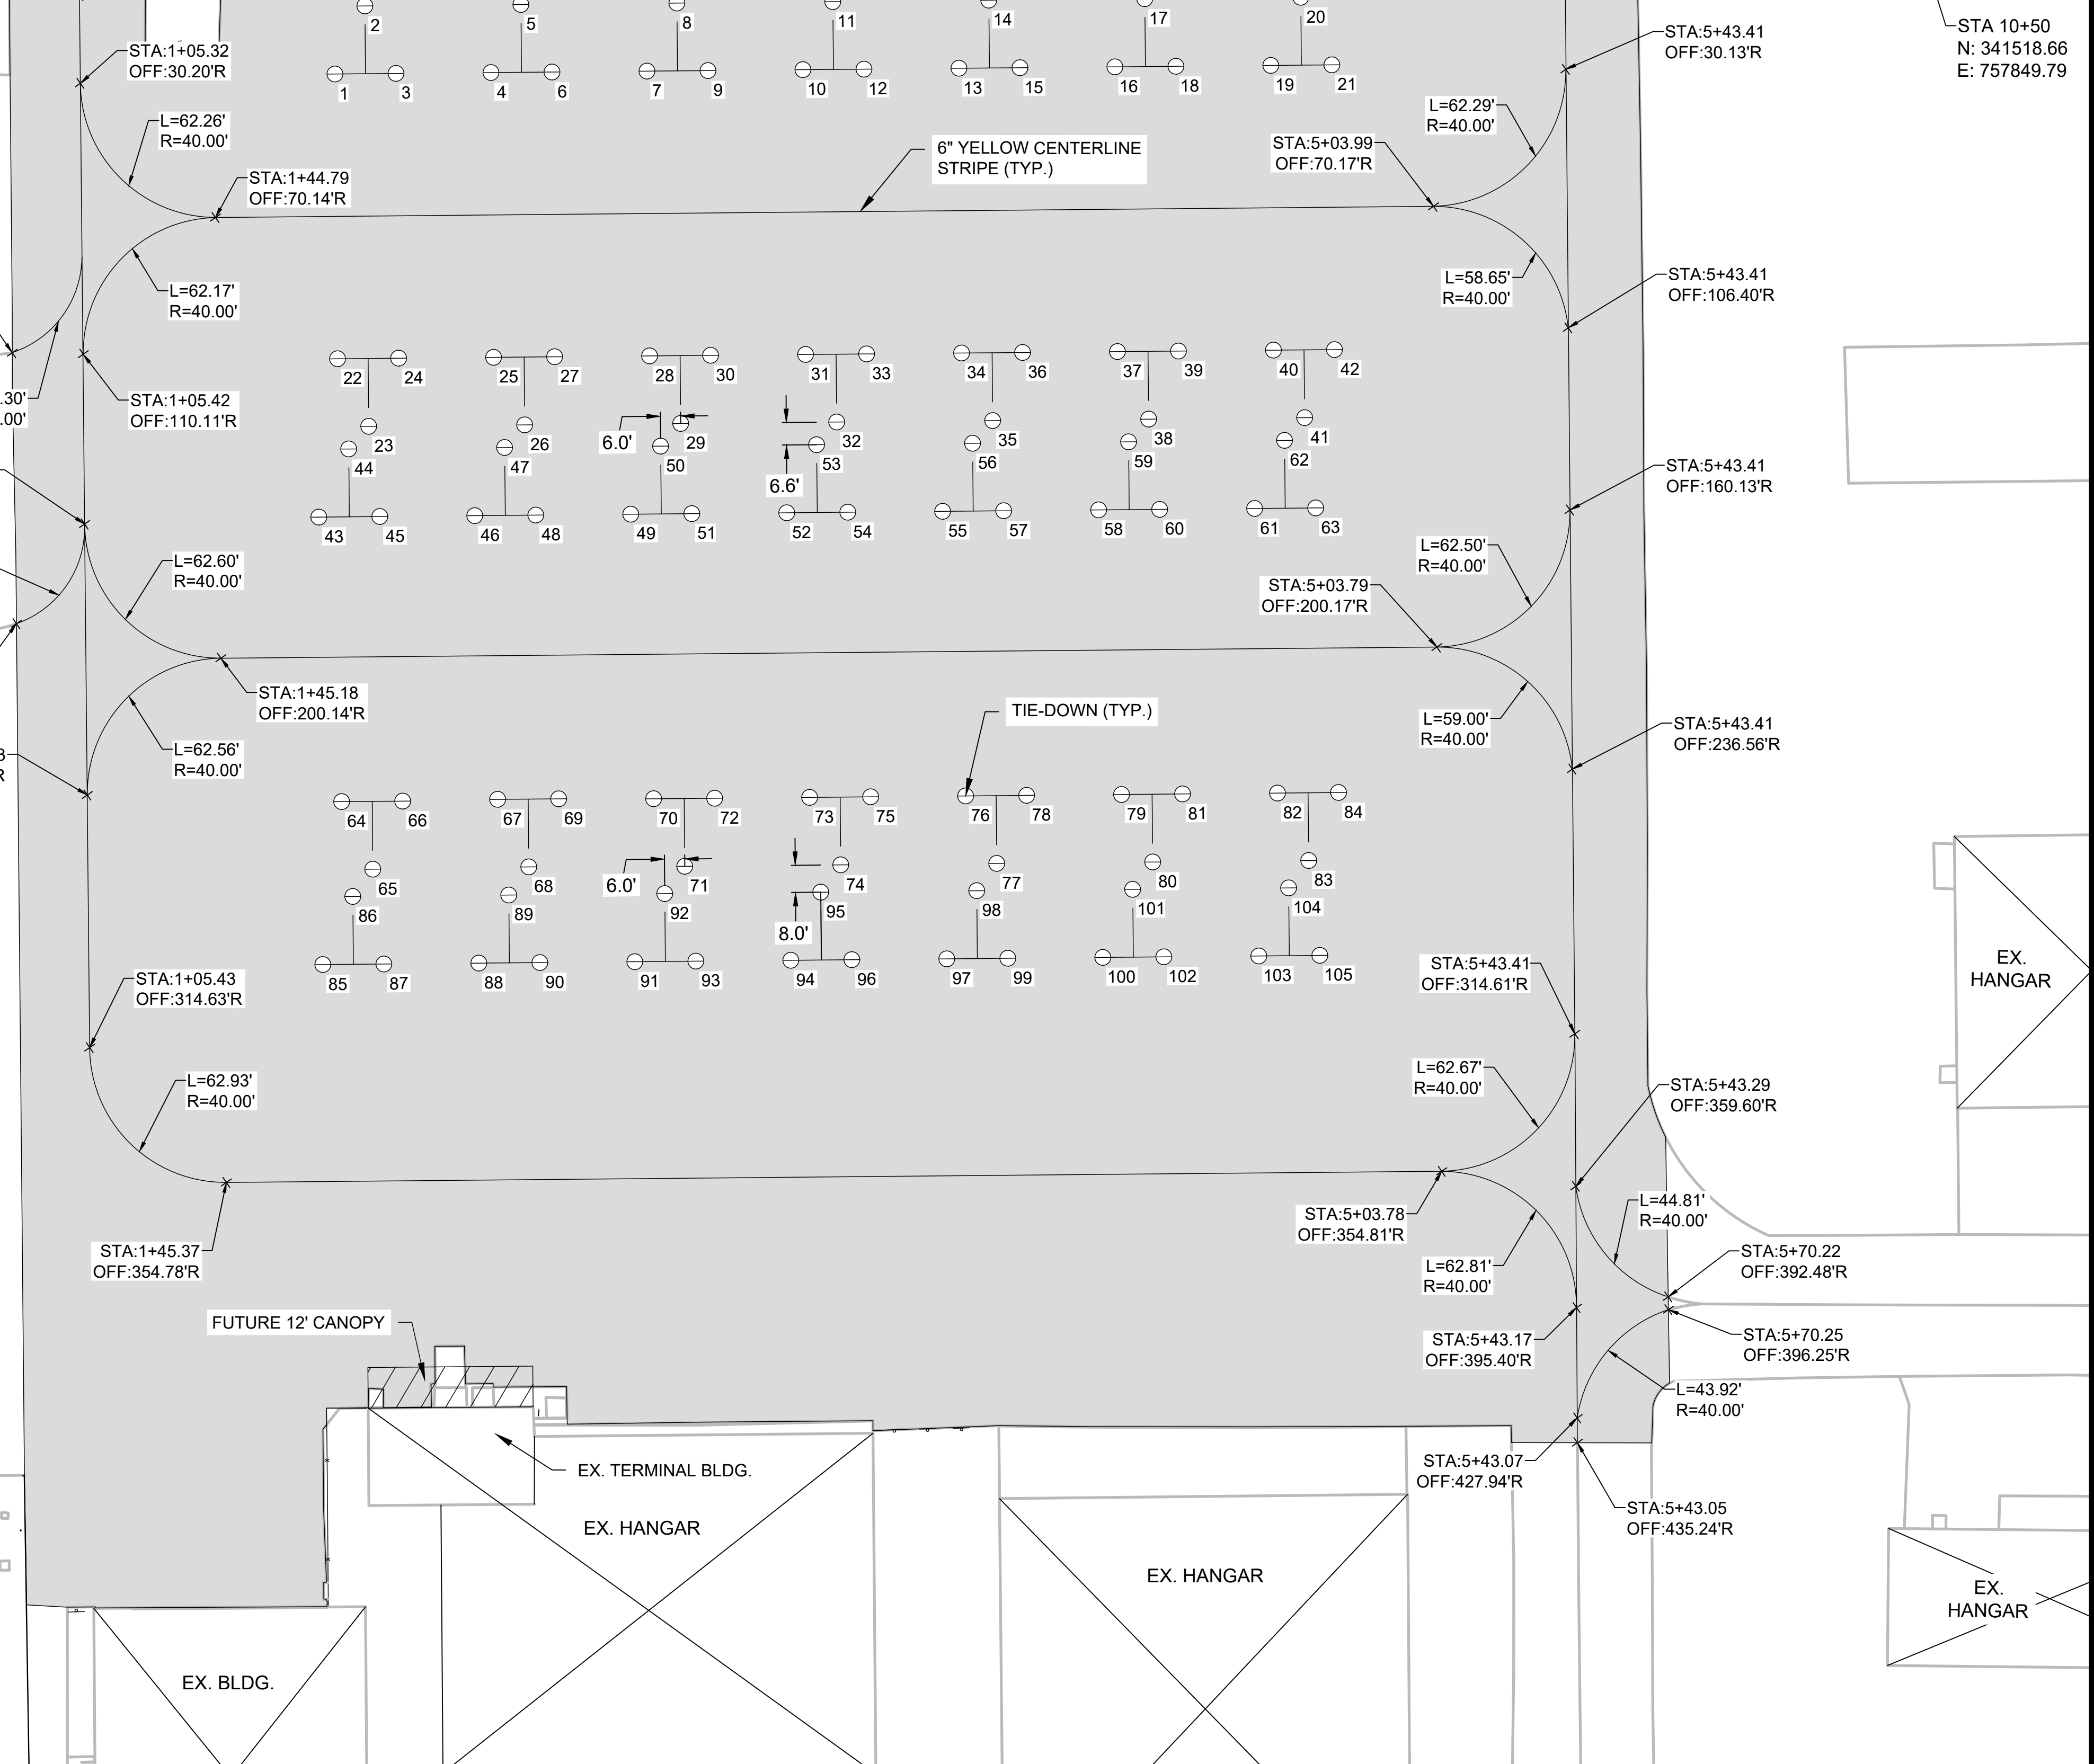 2
5
8
11
14
17
20
STA 10+50
N: 341518.66
E: 757849.79
STA:1+05.32
OFF:30.20'R
STA:5+43.41
OFF:30.13'R
1
3
4
6
7
9
10
12
13
15
16
18
19
21
L=62.26'
R=40.00'
L=62.29'
R=40.00'
6" YELLOW CENTERLINE
STRIPE (TYP.)
STA:5+03.99
OFF:70.17'R
STA:1+44.79
OFF:70.14'R
L=62.17'
R=40.00'
L=58.65'
R=40.00'
STA:5+43.41
OFF:106.40'R
.30'
.00'
STA:1+05.42
OFF:110.11'R
22
24
25
27
28
30
31
33
34
36
37
39
40
42
23
26
6.0'
29
32
35
38
41
44
47
50
53
56
59
62
6.6'
STA:5+43.41
OFF:160.13'R
43
45
46
48
49
51
52
54
55
57
58
60
61
63
L=62.60'
R=40.00'
L=62.50'
R=40.00'
STA:5+03.79
OFF:200.17'R
STA:1+45.18
OFF:200.14'R
TIE-DOWN (TYP.)
L=62.56'
R=40.00'
L=59.00'
R=40.00'
STA:5+43.41
OFF:236.56'R
3
R
64
66
67
69
70
72
73
75
76
78
79
81
82
84
65
68
6.0'
71
74
77
80
83
86
89
92
95
98
101
104
8.0'
85
87
88
90
91
93
94
96
97
99
100
102
103
105
STA:1+05.43
OFF:314.63'R
STA:5+43.41
OFF:314.61'R
EX.
HANGAR
L=62.93'
R=40.00'
L=62.67'
R=40.00'
STA:5+43.29
OFF:359.60'R
L=44.81'
R=40.00'
STA:1+45.37
OFF:354.78'R
STA:5+03.78
OFF:354.81'R
L=62.81'
R=40.00'
STA:5+70.22
OFF:392.48'R
FUTURE 12' CANOPY
STA:5+43.17
OFF:395.40'R
STA:5+70.25
OFF:396.25'R
L=43.92'
R=40.00'
EX. TERMINAL BLDG.
STA:5+43.07
OFF:427.94'R
STA:5+43.05
OFF:435.24'R
EX. HANGAR
EX. HANGAR
EX.
HANGAR
EX. BLDG.